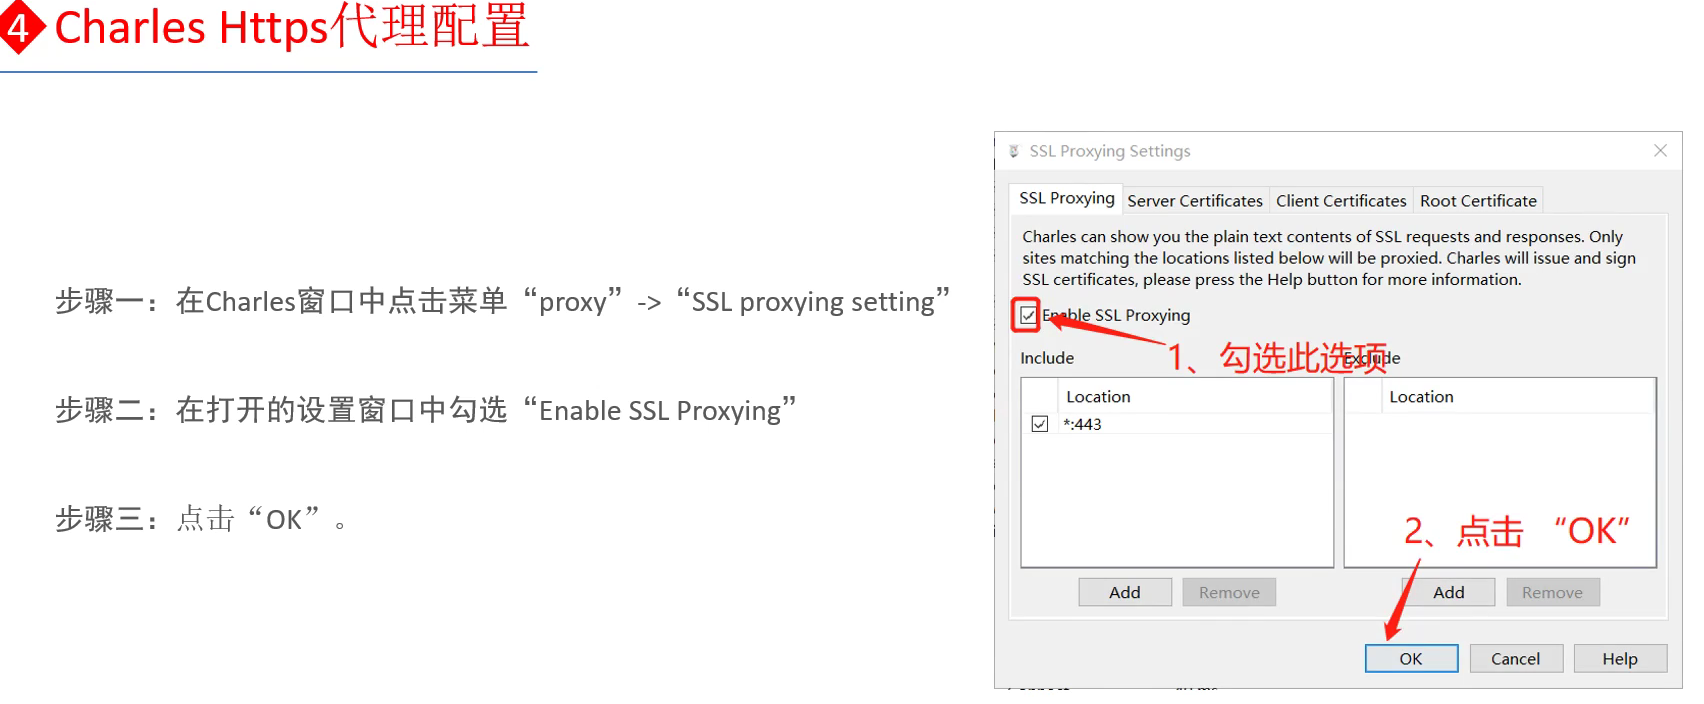 4 Charles Https代理配置
步骤一：在Charles窗口中点击菜单“proxy”->“SSL proxying setting”
步骤二：在打开的设置窗口中勾选“Enable SSL Proxying”
步骤三：点击“OK”。
SSL Proxying Settings
SSL Proxying Server Certificates Client Certificates Root Certificate
Charles can show you the plain text contents of SSL requests and responses. Only
sites matching the locations listed below will be proxied. Charles will issue and sign
SSL certificates, please press the Help button for more information.
Enable SSL Proxying
1、勾选此选项
Include Exclude
Location Location
*:443
2、点击 “OK”
Add Remove Add Remove
OK Cancel Help